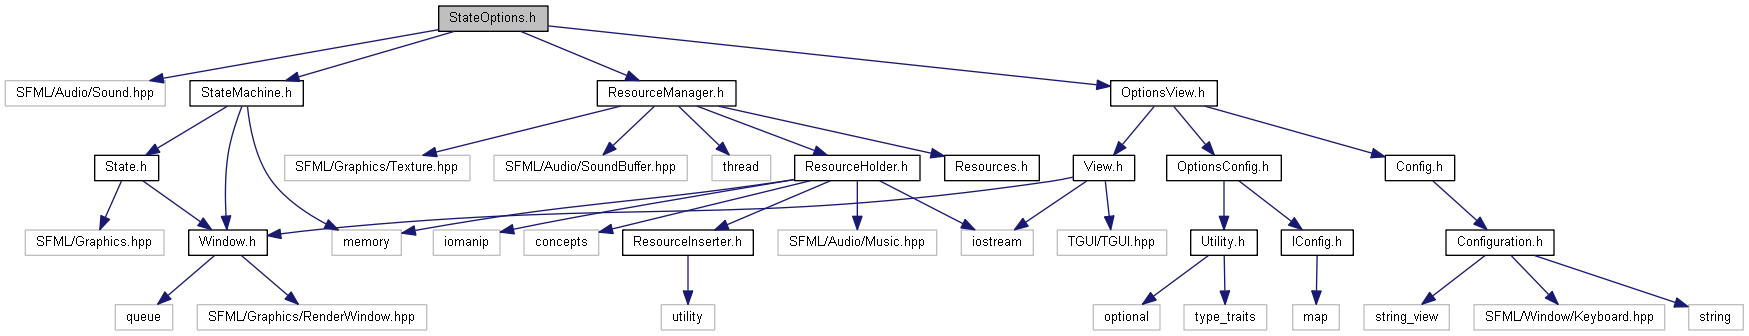 StateOptions.h
SFML/Audio/Sound.hpp
StateMachine.h
ResourceManager.h
OptionsView.h
State.h
SFML/Graphics/Texture.hpp
SFML/Audio/SoundBuffer.hpp
thread
ResourceHolder.h
Resources.h
View.h
OptionsConfig.h
Config.h
SFML/Graphics.hpp
Window.h
memory
iomanip
concepts
ResourceInserter.h
SFML/Audio/Music.hpp
iostream
TGUI/TGUI.hpp
Utility.h
IConfig.h
Configuration.h
queue
SFML/Graphics/RenderWindow.hpp
utility
optional
type_traits
map
string_view
SFML/Window/Keyboard.hpp
string